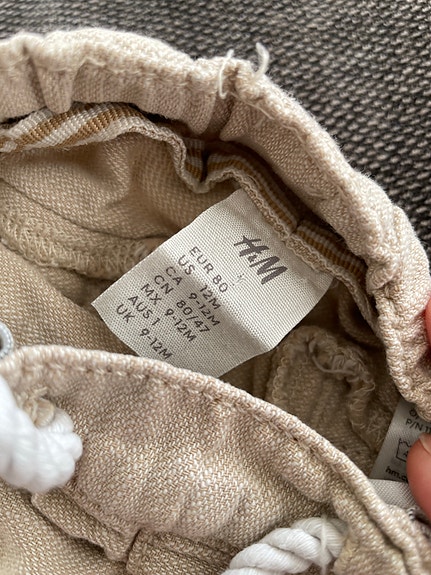 H&M
EUR 80
US 12M
CA 9-12M
CN 80/47
MX 9-12M
AUS 1
UK 9-12M
P/N